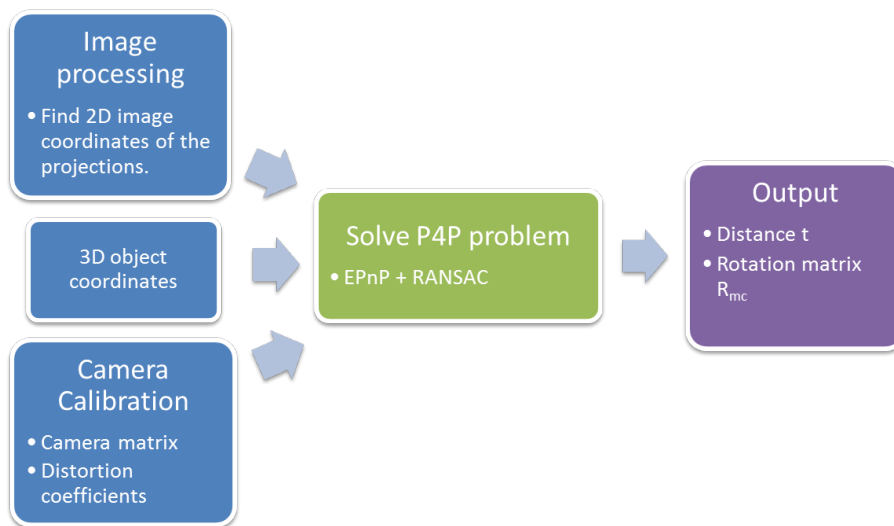 Image
processing
• Find 2D image
coordinates of the
projections.
3D object
coordinates
Camera
Calibration
• Camera matrix
• Distortion
coefficients
Solve P4P problem
• EPnP + RANSAC
Output
• Distance t
• Rotation matrix
Rmc